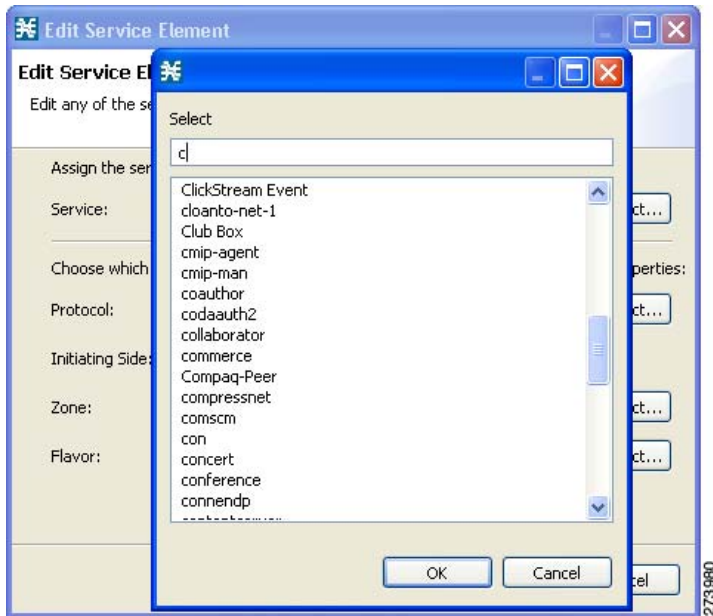 Edit Service Element
Edit Service El
Edit any of the se
Assign the ser
Service:
ct...
Choose which
perties:
Protocol:
ct...
Initiating Side:
Zone:
ct...
Flavor:
ct...
cel
Select
c
ClickStream Event
cloanto-net-1
Club Box
cmip-agent
cmip-man
coauthor
codaauth2
collaborator
commerce
Compaq-Peer
compressnet
comscm
con
concert
conference
connendp
OK
Cancel
273980